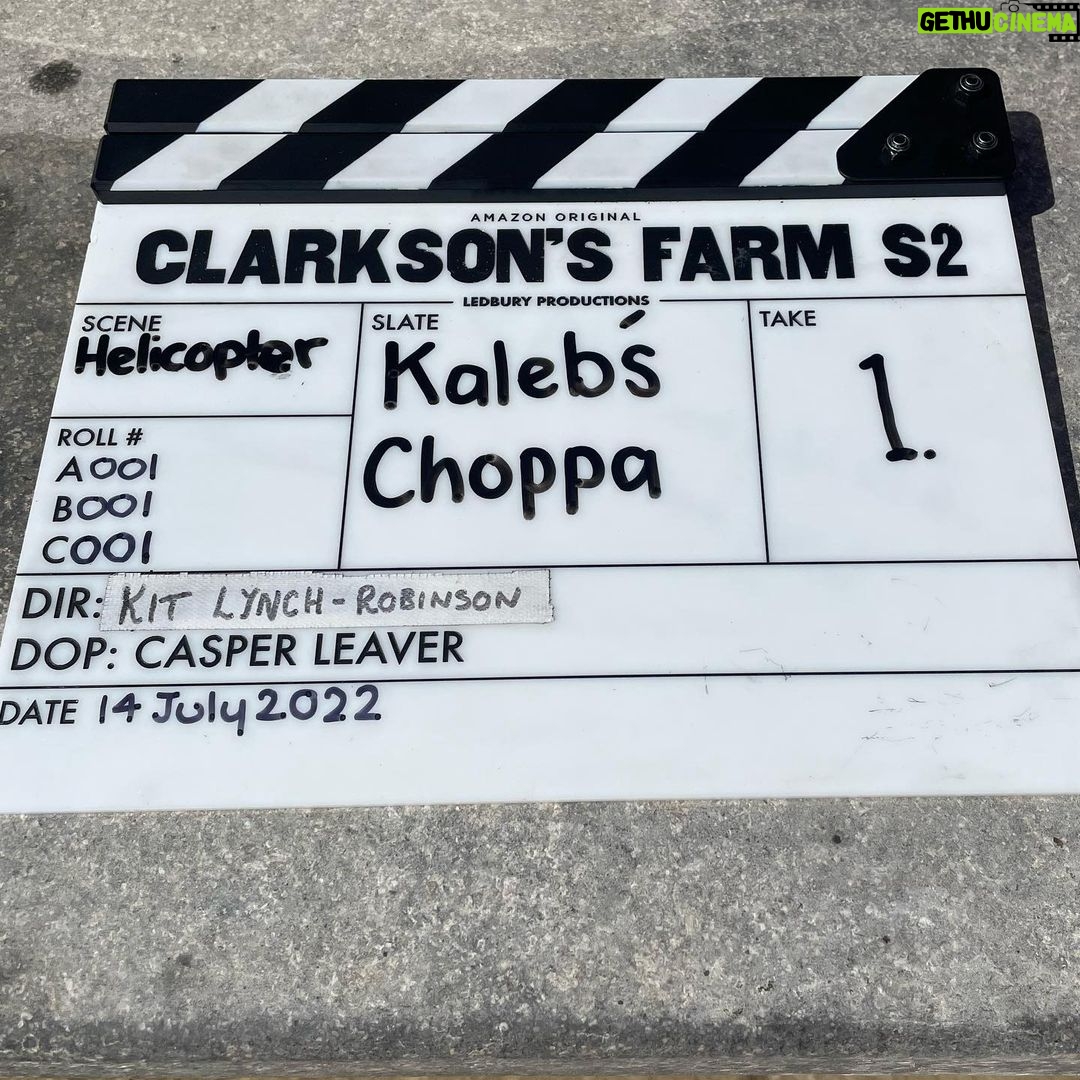 GETHUCINEMA
AMAZON ORIGINAL
CLARKSON'S FARM S2
LEDBURY PRODUCTIONS
SCENE
Helicopter
SLATE
Kaleb's
Choppa
TAKE
1.
ROLL #
A001
B001
C001
DIR: KIT LYNCH-ROBINSON
DOP: CASPER LEAVER
DATE 14 July 2022